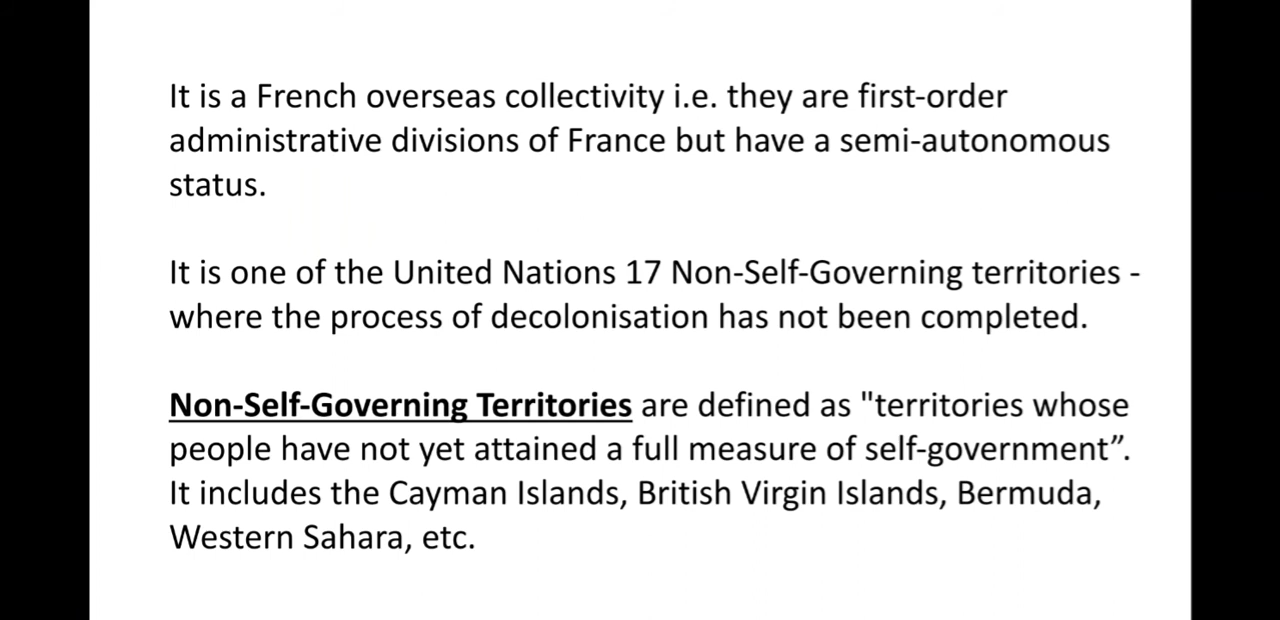 It is a French overseas collectivity i.e. they are first-order
administrative divisions of France but have a semi-autonomous
status.
It is one of the United Nations 17 Non-Self-Governing territories -
where the process of decolonisation has not been completed.
Non-Self-Governing Territories are defined as "territories whose
people have not yet attained a full measure of self-government”.
It includes the Cayman Islands, British Virgin Islands, Bermuda,
Western Sahara, etc.